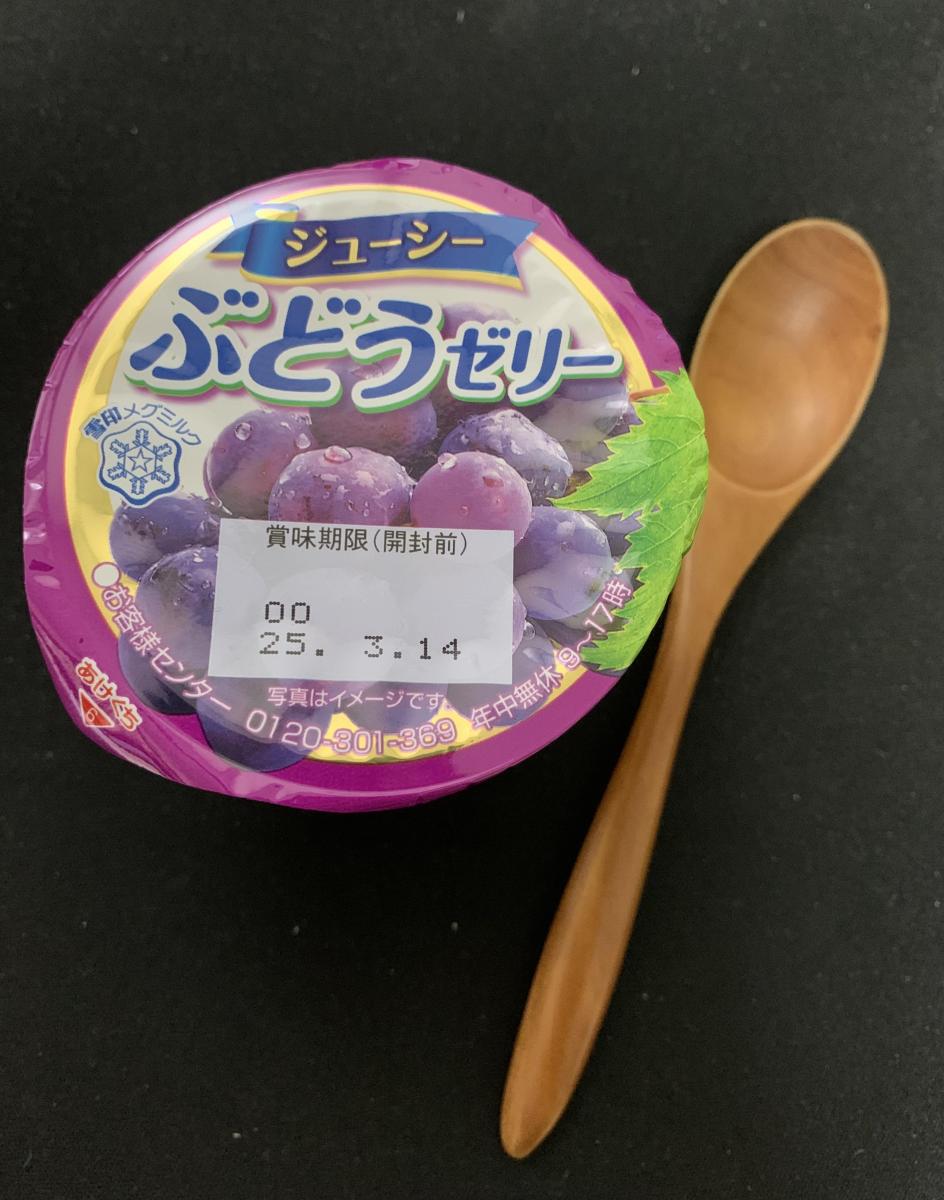 ジューシー
ぶどうゼリー
雪印メグミルク
賞味期限(開封前)
00
25. 3.14
写真はイメージです。
●お客様センター 0120-301-369 年中無休 9~17時
あけぐち
6